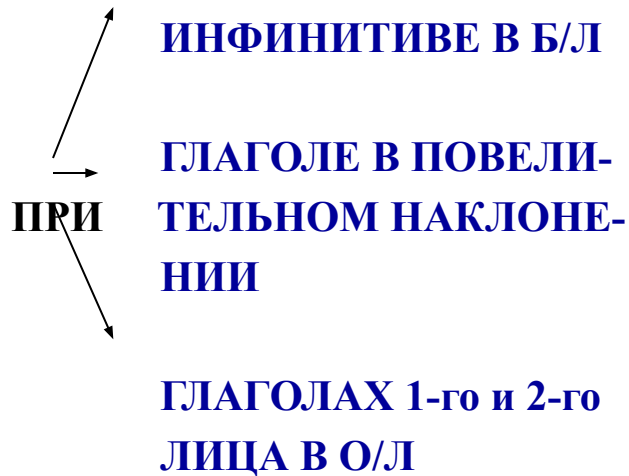 ИНФИНИТИВЕ В Б/Л
ГЛАГОЛЕ В ПОВЕЛИ-
ПРИ ТЕЛЬНОМ НАКЛОНЕ-
НИИ
ГЛАГОЛАХ 1-го и 2-го
ЛИЦА В О/Л